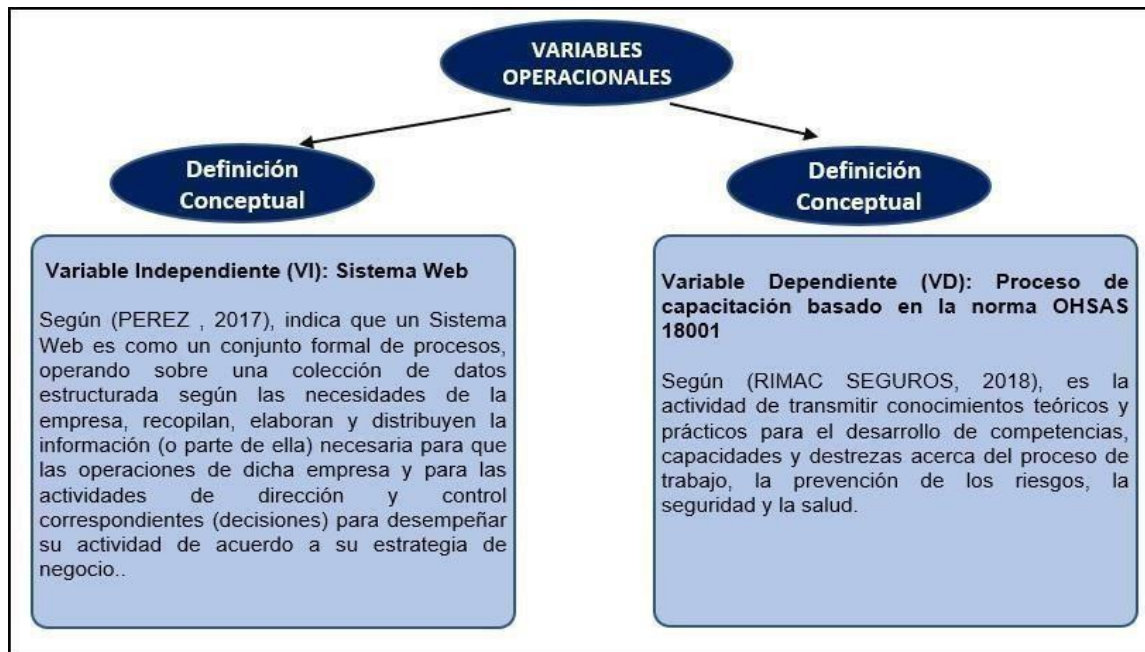 VARIABLES
OPERACIONALES
Definición
Conceptual
Variable Independiente (VI): Sistema Web
Según (PEREZ , 2017), indica que un Sistema
Web es como un conjunto formal de procesos,
operando sobre una colección de datos
estructurada según las necesidades de la
empresa, recopilan, elaboran y distribuyen la
información (o parte de ella) necesaria para que
las operaciones de dicha empresa y para las
actividades de dirección y control
correspondientes (decisiones) para desempeñar
su actividad de acuerdo a su estrategia de
negocio..
Definición
Conceptual
Variable Dependiente (VD): Proceso de
capacitación basado en la norma OHSAS
18001
Según (RIMAC SEGUROS, 2018), es la
actividad de transmitir conocimientos teóricos y
prácticos para el desarrollo de competencias,
capacidades y destrezas acerca del proceso de
trabajo, la prevención de los riesgos, la
seguridad y la salud.